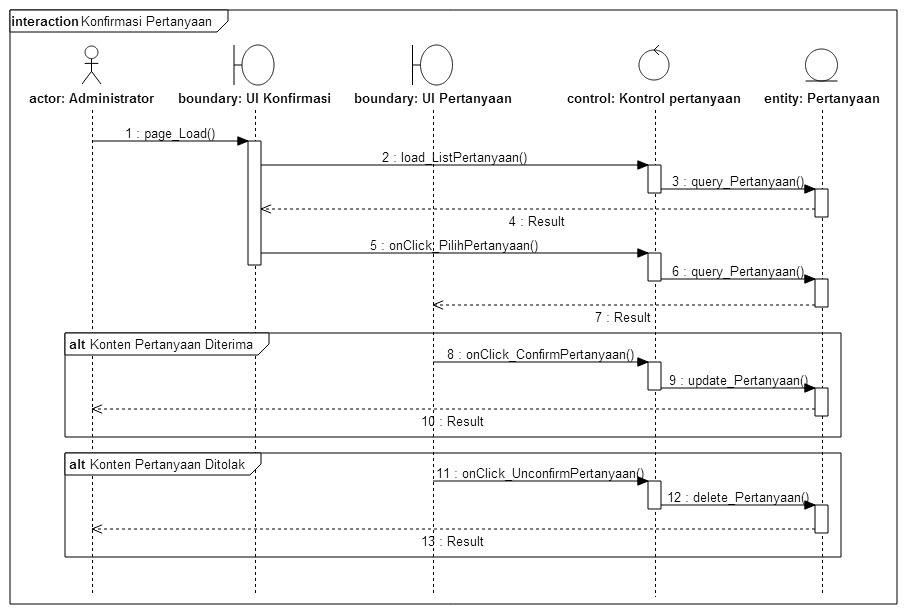 interaction Konfirmasi Pertanyaan
actor: Administrator
boundary: UI Konfirmasi
boundary: UI Pertanyaan
control: Kontrol pertanyaan
entity: Pertanyaan
1 : page_Load()
2 : load_ListPertanyaan()
3 : query_Pertanyaan()
4 : Result
5 : onClick_PilihPertanyaan()
6 : query_Pertanyaan()
7 : Result
alt Konten Pertanyaan Diterima
8 : onClick_ConfirmPertanyaan()
9 : update_Pertanyaan()
10 : Result
alt Konten Pertanyaan Ditolak
11 : onClick_UnconfirmPertanyaan()
12 : delete_Pertanyaan()
13 : Result